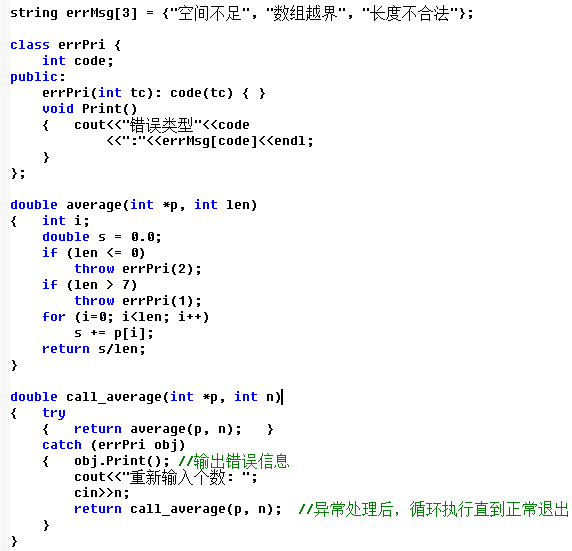 string errMsg[3] = {"空间不足", "数组越界", "长度不合法"};
class errPri {
    int code;
public:
    errPri(int tc): code(tc) { }
    void Print()
    {   cout<<"错误类型"<<code
            <<":"<<errMsg[code]<<endl;
    }
};
double average(int *p, int len)
{   int i;
    double s = 0.0;
    if (len <= 0)
        throw errPri(2);
    if (len > 7)
        throw errPri(1);
    for (i=0; i<len; i++)
        s += p[i];
    return s/len;
}
double call_average(int *p, int n)
{   try
    {   return average(p, n);   }
    catch (errPri obj)
    {   obj.Print(); //输出错误信息
        cout<<"重新输入个数: ";
        cin>>n;
        return call_average(p, n);  //异常处理后，循环执行直到正常退出
    }
}